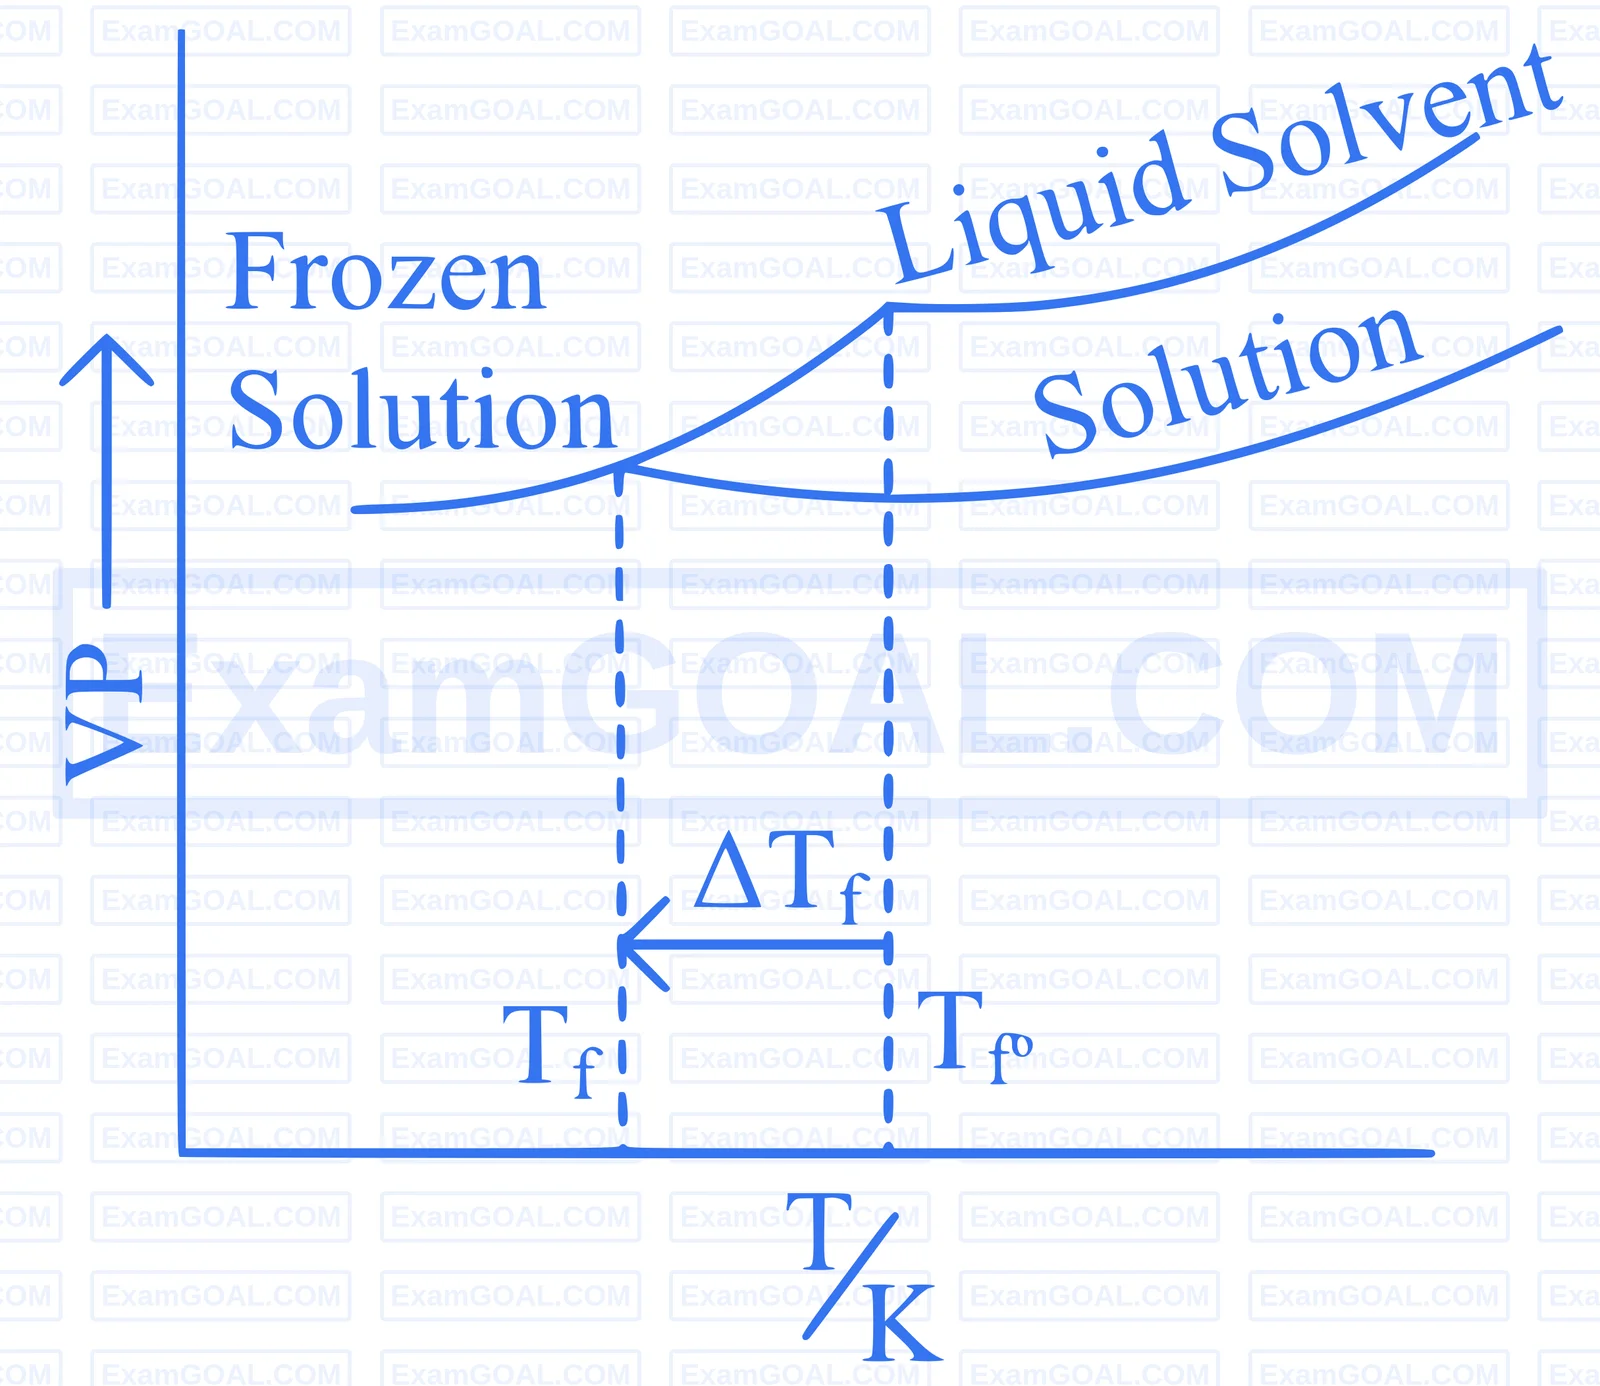 Liquid Solvent
Frozen
Solution
Solution
VP
ExamGOAL.COM
ΔTf
Tf
Tf°
T/K